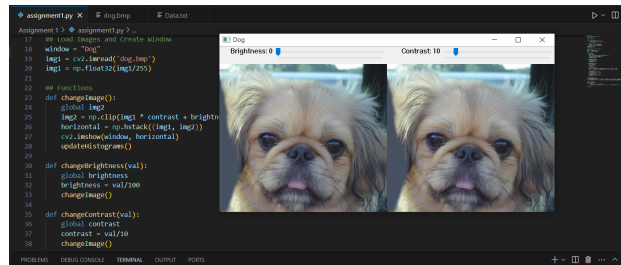 assignment1.py
dog.bmp
Data.txt
Assignment 1 > assignment1.py > ...
17 ## Load Images and Create Window
18 window = "Dog"
19 img1 = cv2.imread('dog.bmp')
20 img1 = np.float32(img1/255)
21
22 ## Functions
23 def changeImage():
24 global img2
25 img2 = np.clip(img1 * contrast + brightn
26 horizontal = np.hstack((img1, img2))
27 cv2.imshow(window, horizontal)
28 updateHistograms()
29
30 def changeBrightness(val):
31 global brightness
32 brightness = val/100
33 changeImage()
34
35 def changeContrast(val):
36 global contrast
37 contrast = val/10
38 changeImage()
Dog
Brightness: 0
Contrast: 10
PROBLEMS DEBUG CONSOLE TERMINAL OUTPUT PORTS